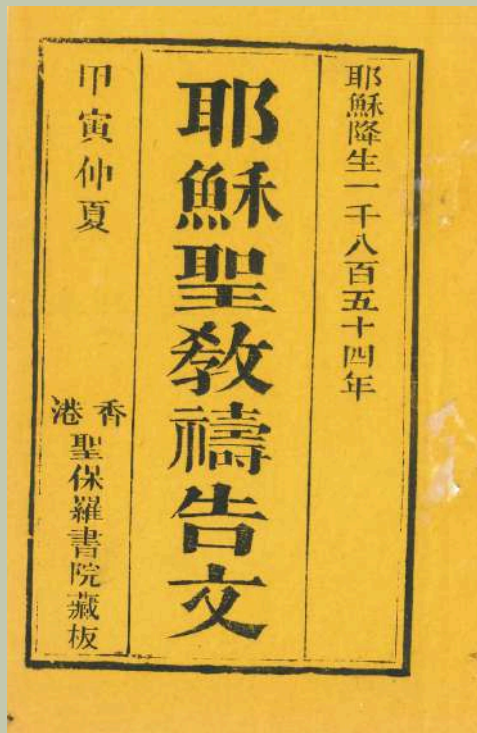 耶穌降生一千八百五十四年
耶穌聖教禱告文
甲寅仲夏
香港
聖保羅書院藏板